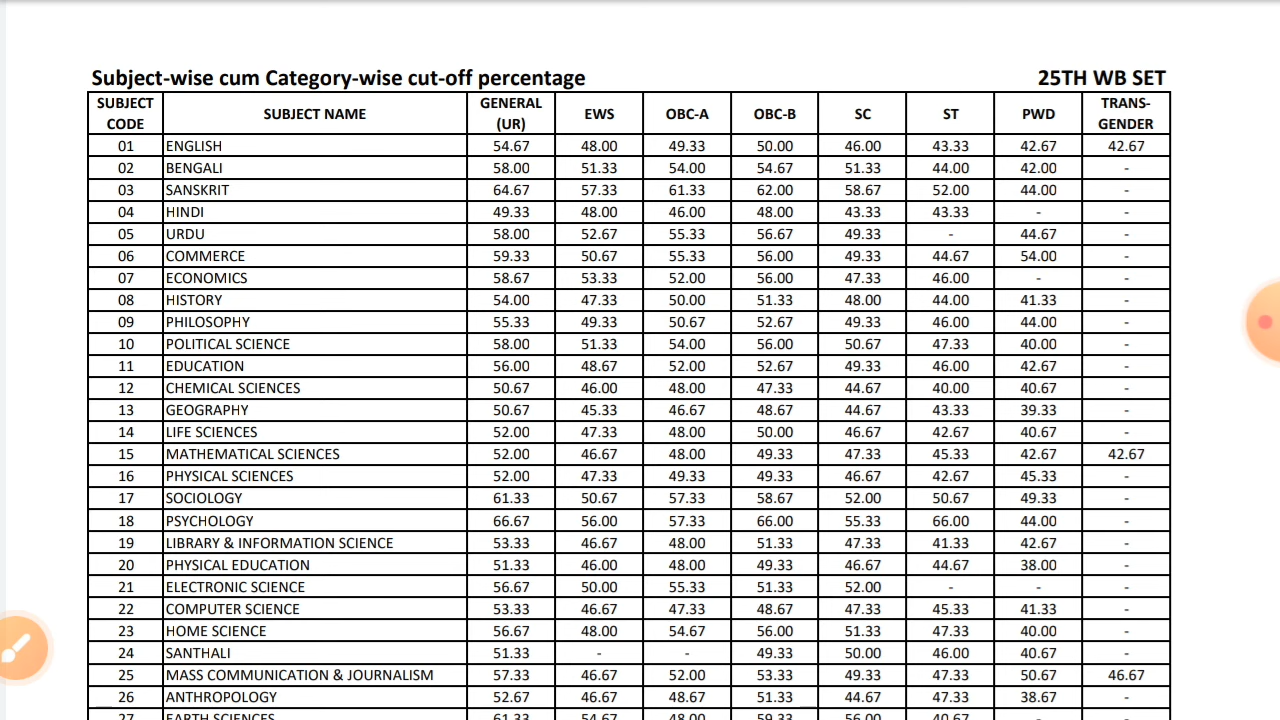 Subject-wise cum Category-wise cut-off percentage 25TH WB SET
SUBJECT CODE SUBJECT NAME GENERAL (UR) EWS OBC-A OBC-B SC ST PWD TRANS-GENDER
01 ENGLISH 54.67 48.00 49.33 50.00 46.00 43.33 42.67 42.67
02 BENGALI 58.00 51.33 54.00 54.67 51.33 44.00 42.00 -
03 SANSKRIT 64.67 57.33 61.33 62.00 58.67 52.00 44.00 -
04 HINDI 49.33 48.00 46.00 48.00 43.33 43.33 - -
05 URDU 58.00 52.67 55.33 56.67 49.33 - 44.67 -
06 COMMERCE 59.33 50.67 55.33 56.00 49.33 44.67 54.00 -
07 ECONOMICS 58.67 53.33 52.00 56.00 47.33 46.00 - -
08 HISTORY 54.00 47.33 50.00 51.33 48.00 44.00 41.33 -
09 PHILOSOPHY 55.33 49.33 50.67 52.67 49.33 46.00 44.00 -
10 POLITICAL SCIENCE 58.00 51.33 54.00 56.00 50.67 47.33 40.00 -
11 EDUCATION 56.00 48.67 52.00 52.67 49.33 46.00 42.67 -
12 CHEMICAL SCIENCES 50.67 46.00 48.00 47.33 44.67 40.00 40.67 -
13 GEOGRAPHY 50.67 45.33 46.67 48.67 44.67 43.33 39.33 -
14 LIFE SCIENCES 52.00 47.33 48.00 50.00 46.67 42.67 40.67 -
15 MATHEMATICAL SCIENCES 52.00 46.67 48.00 49.33 47.33 45.33 42.67 42.67
16 PHYSICAL SCIENCES 52.00 47.33 49.33 49.33 46.67 42.67 45.33 -
17 SOCIOLOGY 61.33 50.67 57.33 58.67 52.00 50.67 49.33 -
18 PSYCHOLOGY 66.67 56.00 57.33 66.00 55.33 66.00 44.00 -
19 LIBRARY & INFORMATION SCIENCE 53.33 46.67 48.00 51.33 47.33 41.33 42.67 -
20 PHYSICAL EDUCATION 51.33 46.00 48.00 49.33 46.67 44.67 38.00 -
21 ELECTRONIC SCIENCE 56.67 50.00 55.33 51.33 52.00 - - -
22 COMPUTER SCIENCE 53.33 46.67 47.33 48.67 47.33 45.33 41.33 -
23 HOME SCIENCE 56.67 48.00 54.67 56.00 51.33 47.33 40.00 -
24 SANTHALI 51.33 - - 49.33 50.00 46.00 40.67 -
25 MASS COMMUNICATION & JOURNALISM 57.33 46.67 52.00 53.33 49.33 47.33 50.67 46.67
26 ANTHROPOLOGY 52.67 46.67 48.67 51.33 44.67 47.33 38.67 -
27 EARTH SCIENCES 61.33 54.67 48.00 59.33 56.00 40.67 - -